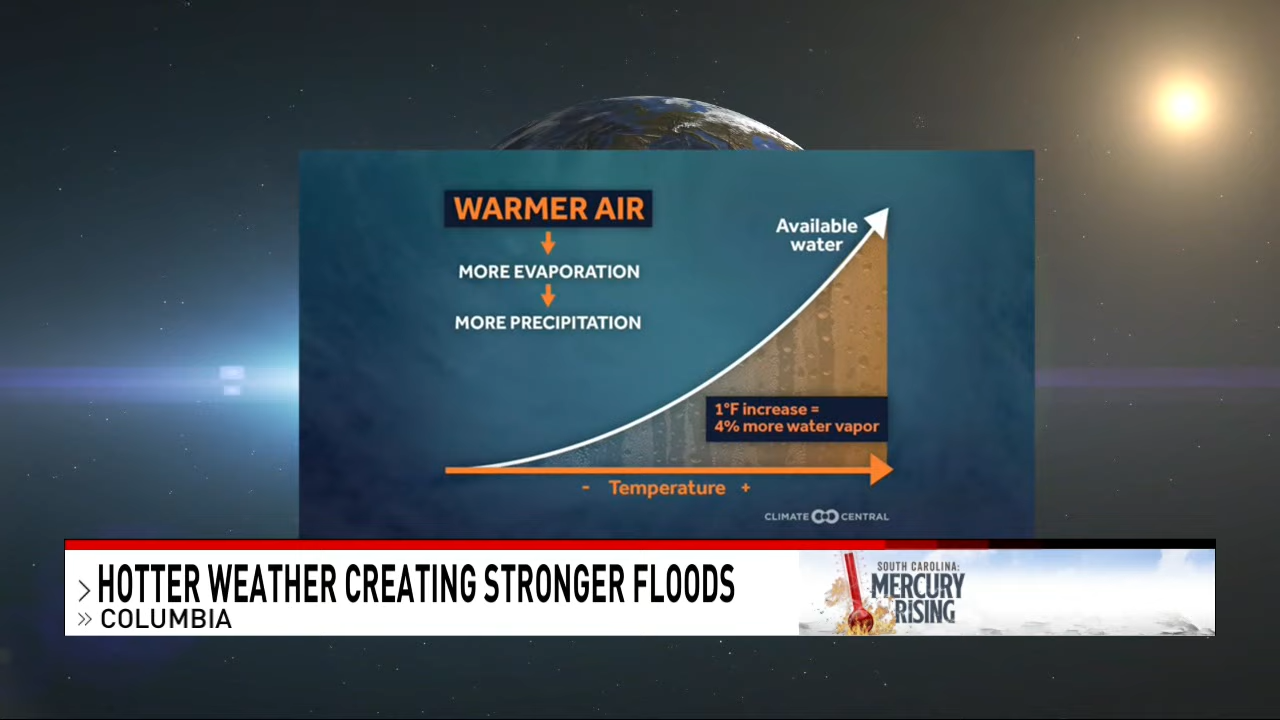 WARMER AIR
MORE EVAPORATION
MORE PRECIPITATION
Available
water
1°F increase =
4% more water vapor
- Temperature +
CLIMATE CENTRAL
HOTTER WEATHER CREATING STRONGER FLOODS
COLUMBIA
SOUTH CAROLINA:
MERCURY
RISING